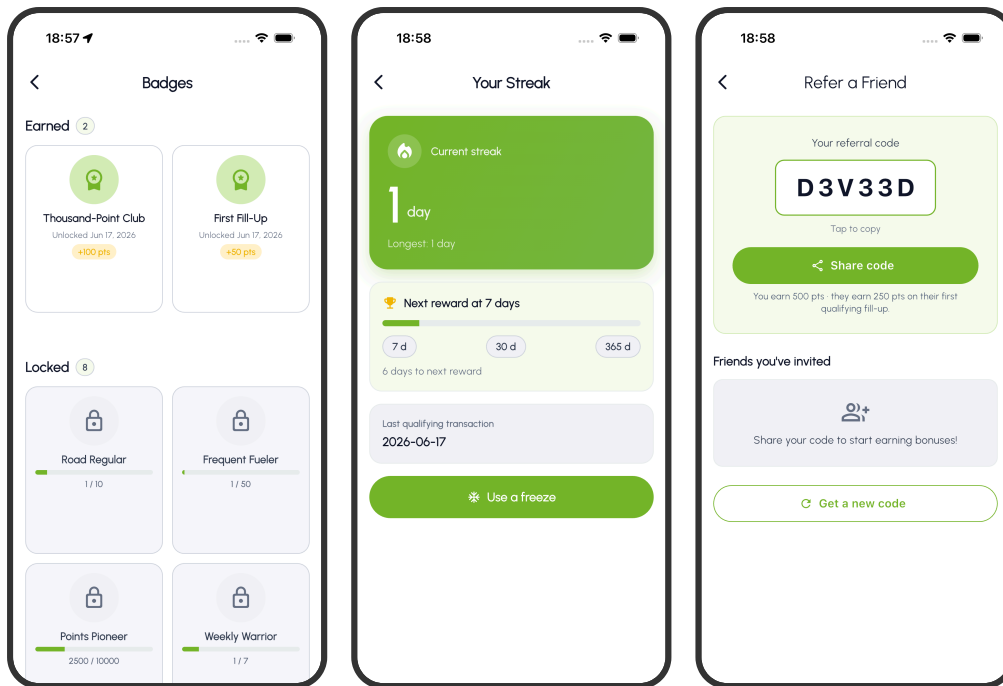 18:57
Badges
Earned 2
Thousand-Point Club
Unlocked Jun 17, 2026
+100 pts
First Fill-Up
Unlocked Jun 17, 2026
+50 pts
Locked 8
Road Regular
1 / 10
Frequent Fueler
1 / 50
Points Pioneer
2500 / 10000
Weekly Warrior
1 / 7
18:58
Your Streak
Current streak
1 day
Longest: 1 day
Next reward at 7 days
7 d 30 d 365 d
6 days to next reward
Last qualifying transaction
2026-06-17
Use a freeze
18:58
Refer a Friend
Your referral code
D3V33D
Tap to copy
Share code
You earn 500 pts · they earn 250 pts on their first
qualifying fill-up.
Friends you've invited
Share your code to start earning bonuses!
Get a new code